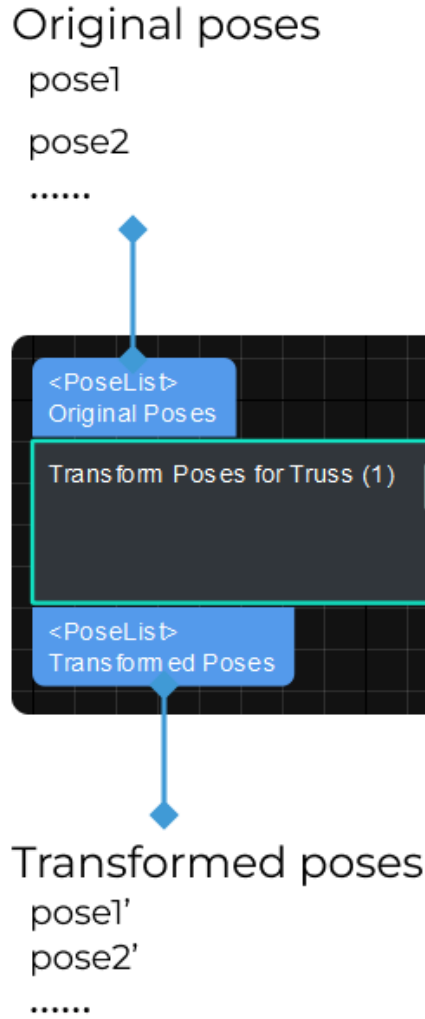 Original poses
pose1
pose2
......
<PoseList>
Original Poses
Transform Poses for Truss (1)
<PoseList>
Transformed Poses
Transformed poses
pose1’
pose2’
......